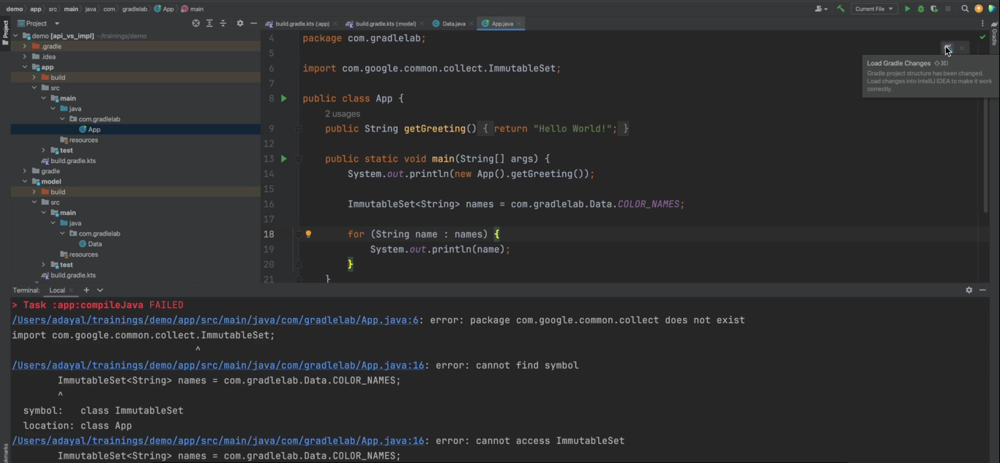 demo app src main java com gradlelab App main
Current File
Project
Project
build.gradle.kts (:app)
build.gradle.kts (:model)
Data.java
App.java
Gradle
demo [api_vs_impl] ~/trainings/demo
.gradle
.idea
app
build
src
main
java
com.gradlelab
App
resources
test
build.gradle.kts
gradle
model
build
src
main
java
com.gradlelab
Data
resources
test
build.gradle.kts
4 package com.gradlelab;
5
6 import com.google.common.collect.ImmutableSet;
7
8 public class App {
2 usages
9 public String getGreeting() { return "Hello World!"; }
12
13 public static void main(String[] args) {
14 System.out.println(new App().getGreeting());
15
16 ImmutableSet<String> names = com.gradlelab.Data.COLOR_NAMES;
17
18 for (String name : names) {
19 System.out.println(name);
20 }
21 }
Load Gradle Changes ⇧⌘I
Gradle project structure has been changed.
Load changes into IntelliJ IDEA to make it work
correctly.
Terminal: Local
> Task :app:compileJava FAILED
/Users/adayal/trainings/demo/app/src/main/java/com/gradlelab/App.java:6: error: package com.google.common.collect does not exist
import com.google.common.collect.ImmutableSet;
^
/Users/adayal/trainings/demo/app/src/main/java/com/gradlelab/App.java:16: error: cannot find symbol
ImmutableSet<String> names = com.gradlelab.Data.COLOR_NAMES;
^
symbol: class ImmutableSet
location: class App
/Users/adayal/trainings/demo/app/src/main/java/com/gradlelab/App.java:16: error: cannot access ImmutableSet
ImmutableSet<String> names = com.gradlelab.Data.COLOR_NAMES;